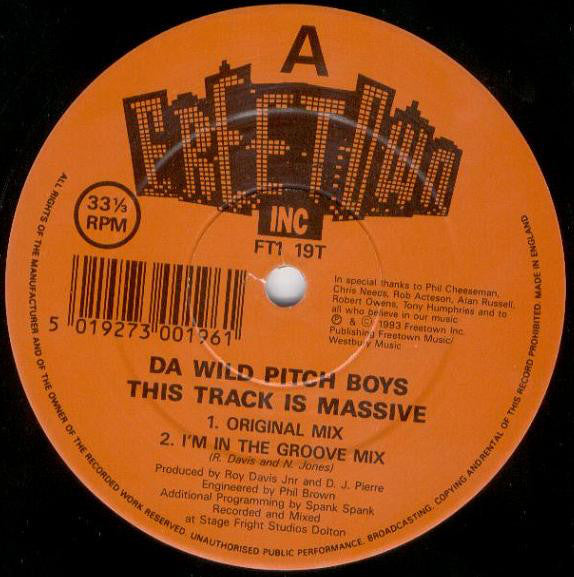 A
FREETOWN
INC
FT1 19T
33⅓
RPM
5 019273 001961
In special thanks to Phil Cheeseman,
Chris Needs, Rob Acteson, Alan Russell,
Robert Owens, Tony Humphries and to
all who believe in our music
℗ & © 1993 Freetown Inc.
Publishing Freetown Music/
Westbury Music
DA WILD PITCH BOYS
THIS TRACK IS MASSIVE
1. ORIGINAL MIX
2. I'M IN THE GROOVE MIX
(R. Davis and N. Jones)
Produced by Roy Davis Jnr and D. J. Pierre
Engineered by Phil Brown
Additional Programming by Spank Spank
Recorded and Mixed
at Stage Fright Studios Dolton
ALL RIGHTS OF THE MANUFACTURER AND OF THE OWNER OF THE RECORDED WORK RESERVED. UNAUTHORISED PUBLIC PERFORMANCE, BROADCASTING, COPYING AND RENTAL OF THIS RECORD PROHIBITED. MADE IN ENGLAND